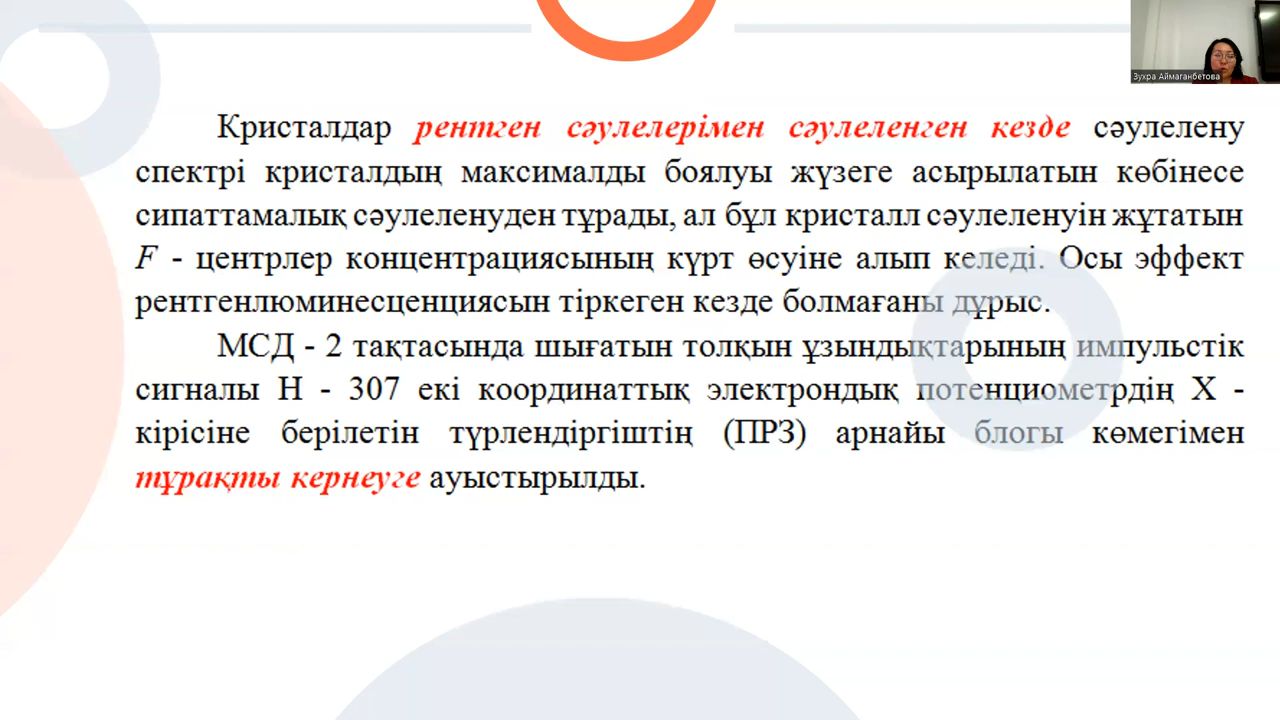 Зухра Аймаганбетова
Кристалдар рентген сәулелерімен сәулеленген кезде сәулелену
спектрі кристалдың максималды боялуы жүзеге асырылатын көбінесе
сипаттамалық сәулеленуден тұрады, ал бұл кристалл сәулеленуін жұтатын
F - центрлер концентрациясының күрт өсуіне алып келеді. Осы эффект
рентгенлюминесценциясын тіркеген кезде болмағаны дұрыс.
МСД - 2 тақтасында шығатын толқын ұзындықтарының импульстік
сигналы Н - 307 екі координаттық электрондық потенциометрдің Х -
кірісіне берілетін түрлендіргіштің (ПРЗ) арнайы блогы көмегімен
тұрақты кернеуге ауыстырылды.